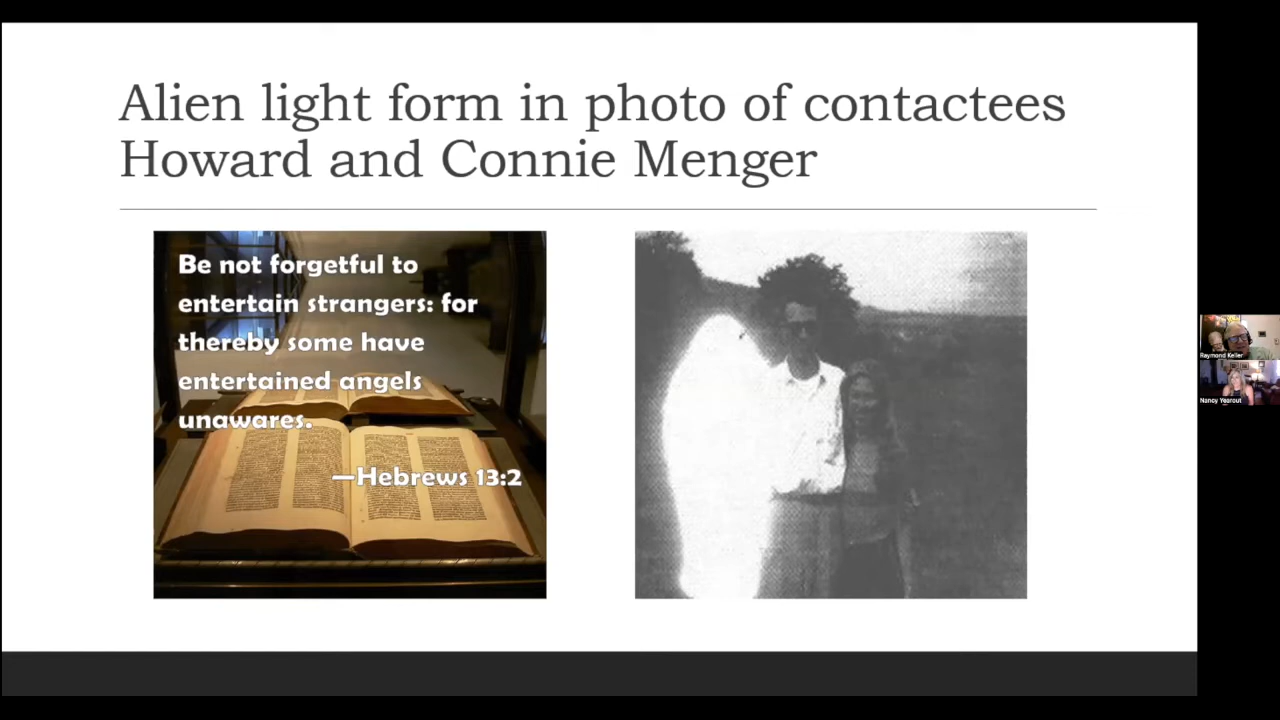 Alien light form in photo of contactees
Howard and Connie Menger
Be not forgetful to
entertain strangers: for
thereby some have
entertained angels
unawares.
—Hebrews 13:2
Raymond Keller
Nancy Yearout